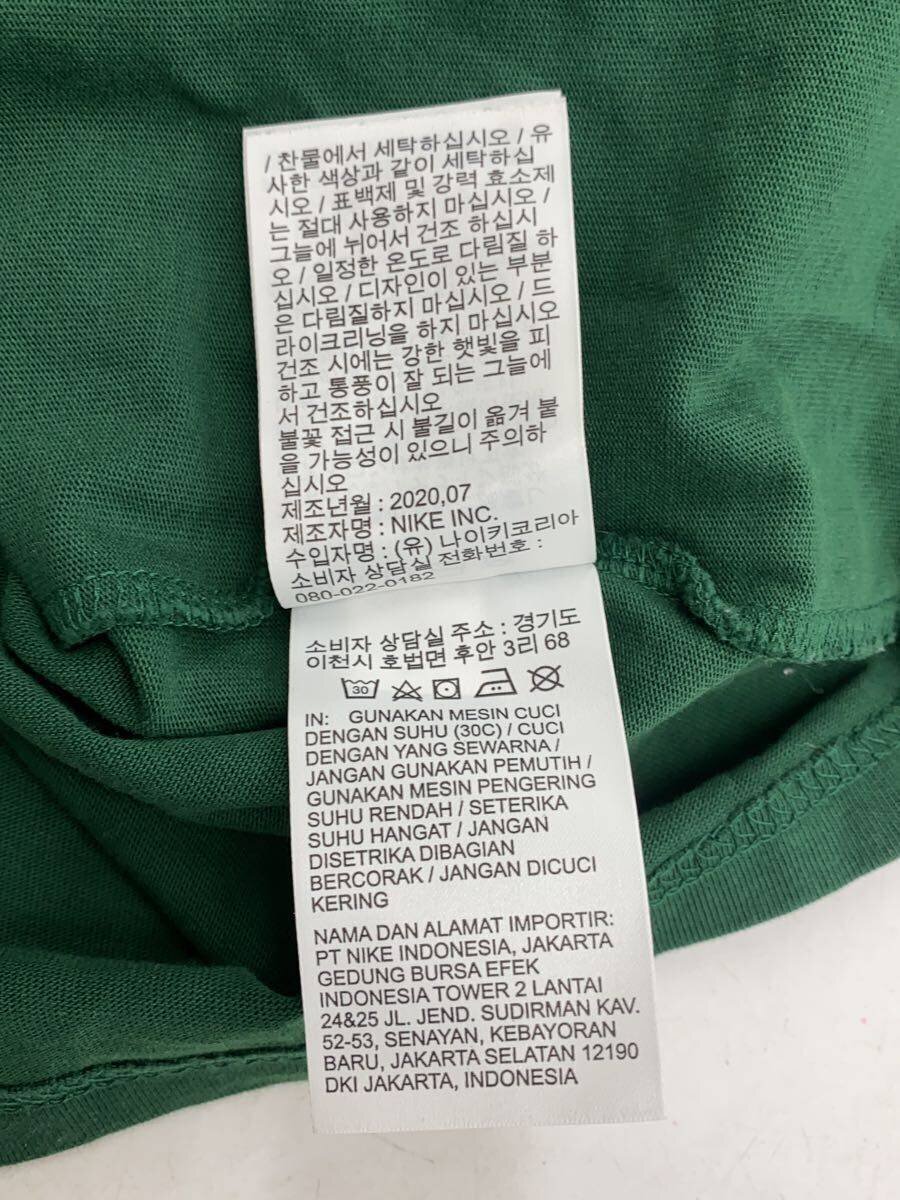 / 찬물에서 세탁하십시오 / 유
사한 색상과 같이 세탁하십
시오 / 표백제 및 강력 효소제
는 절대 사용하지 마십시오 /
그늘에 뉘어서 건조 하십시
오 / 일정한 온도로 다림질 하
십시오 / 디자인이 있는 부분
은 다림질하지 마십시오 / 드
라이크리닝을 하지 마십시오
건조 시에는 강한 햇빛을 피
하고 통풍이 잘 되는 그늘에
서 건조하십시오
불꽃 접근 시 불길이 옮겨 붙
을 가능성이 있으니 주의하
십시오
제조년월 : 2020,07
제조자명 : NIKE INC.
수입자명 : (유) 나이키코리아
소비자 상담실 전화번호 :
080-022-0182
소비자 상담실 주소 : 경기도
이천시 호법면 후안 3리 68
30
IN: GUNAKAN MESIN CUCI
DENGAN SUHU (30C) / CUCI
DENGAN YANG SEWARNA /
JANGAN GUNAKAN PEMUTIH /
GUNAKAN MESIN PENGERING
SUHU RENDAH / SETERIKA
SUHU HANGAT / JANGAN
DISETRIKA DIBAGIAN
BERCORAK / JANGAN DICUCI
KERING
NAMA DAN ALAMAT IMPORTIR:
PT NIKE INDONESIA, JAKARTA
GEDUNG BURSA EFEK
INDONESIA TOWER 2 LANTAI
24&25 JL. JEND. SUDIRMAN KAV.
52-53, SENAYAN, KEBAYORAN
BARU, JAKARTA SELATAN 12190
DKI JAKARTA, INDONESIA